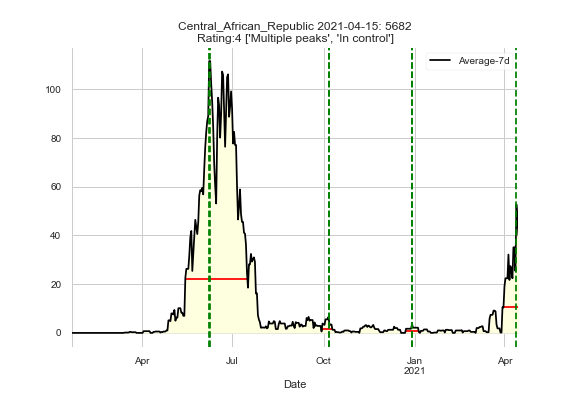 Central_African_Republic 2021-04-15: 5682
Rating:4 ['Multiple peaks', 'In control']
Average-7d
100
80
60
40
20
0
Apr
Jul
Oct
Jan
2021
Apr
Date